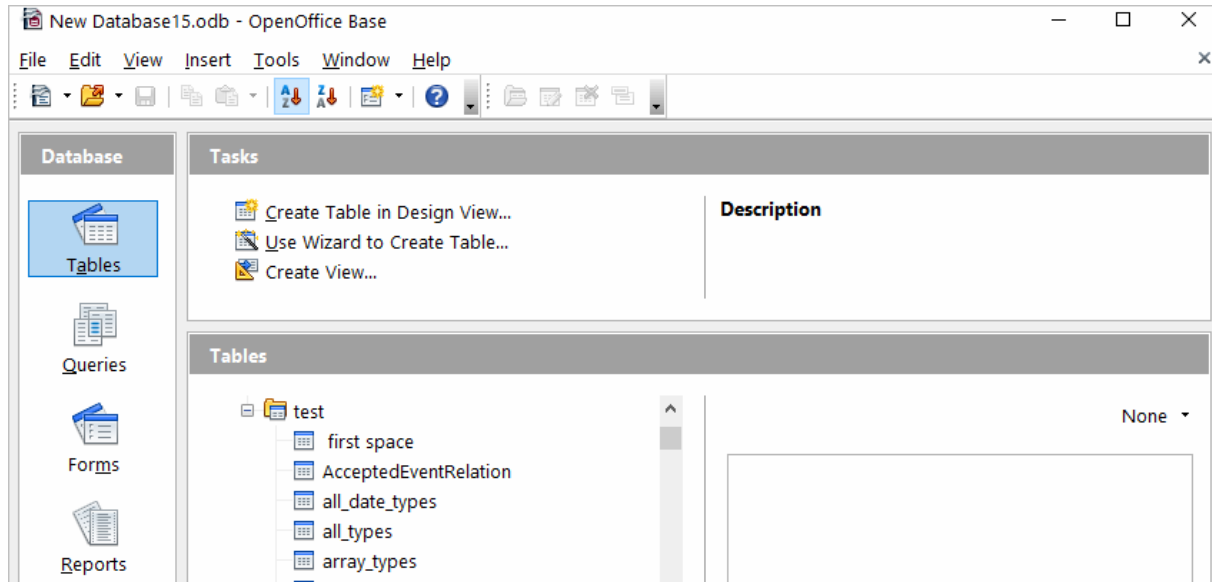 New Database15.odb - OpenOffice Base
File Edit View Insert Tools Window Help
Database
Tables
Queries
Forms
Reports
Tasks
Create Table in Design View...
Use Wizard to Create Table...
Create View...
Description
Tables
test
first space
AcceptedEventRelation
all_date_types
all_types
array_types
None